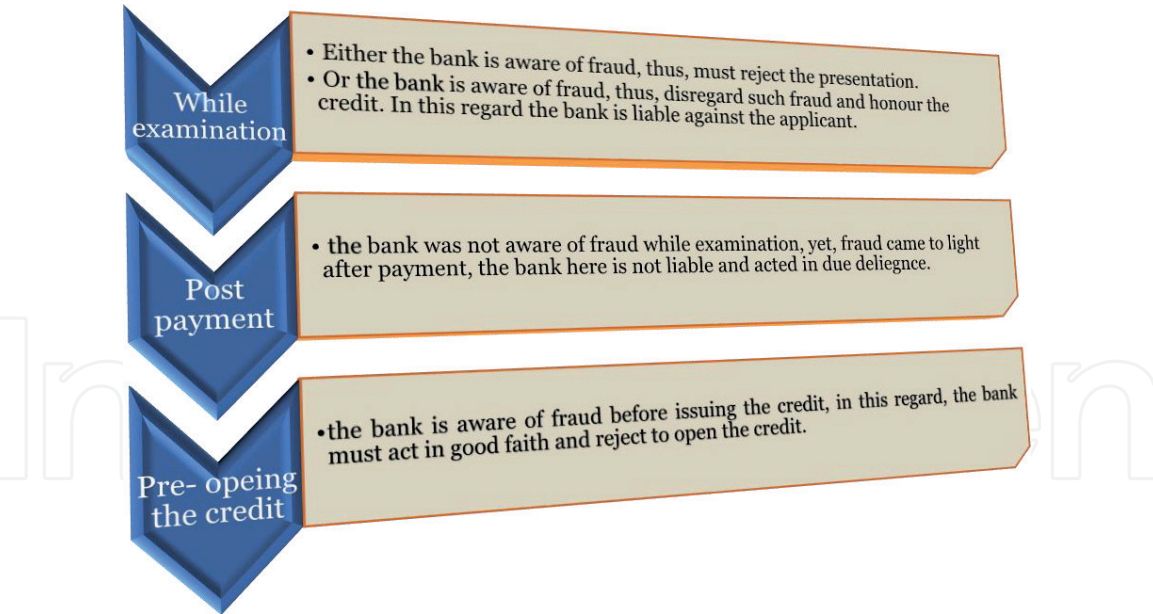 While
examination
• Either the bank is aware of fraud, thus, must reject the presentation.
• Or the bank is aware of fraud, thus, disregard such fraud and honour the
credit. In this regard the bank is liable against the applicant.
Post
payment
• the bank was not aware of fraud while examination, yet, fraud came to light
after payment, the bank here is not liable and acted in due deliegnce.
Pre- opeing
the credit
•the bank is aware of fraud before issuing the credit, in this regard, the bank
must act in good faith and reject to open the credit.